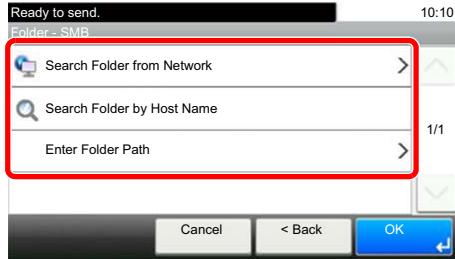 Ready to send.
10:10
Folder - SMB
Search Folder from Network
Search Folder by Host Name
1/1
Enter Folder Path
Cancel
< Back
OK